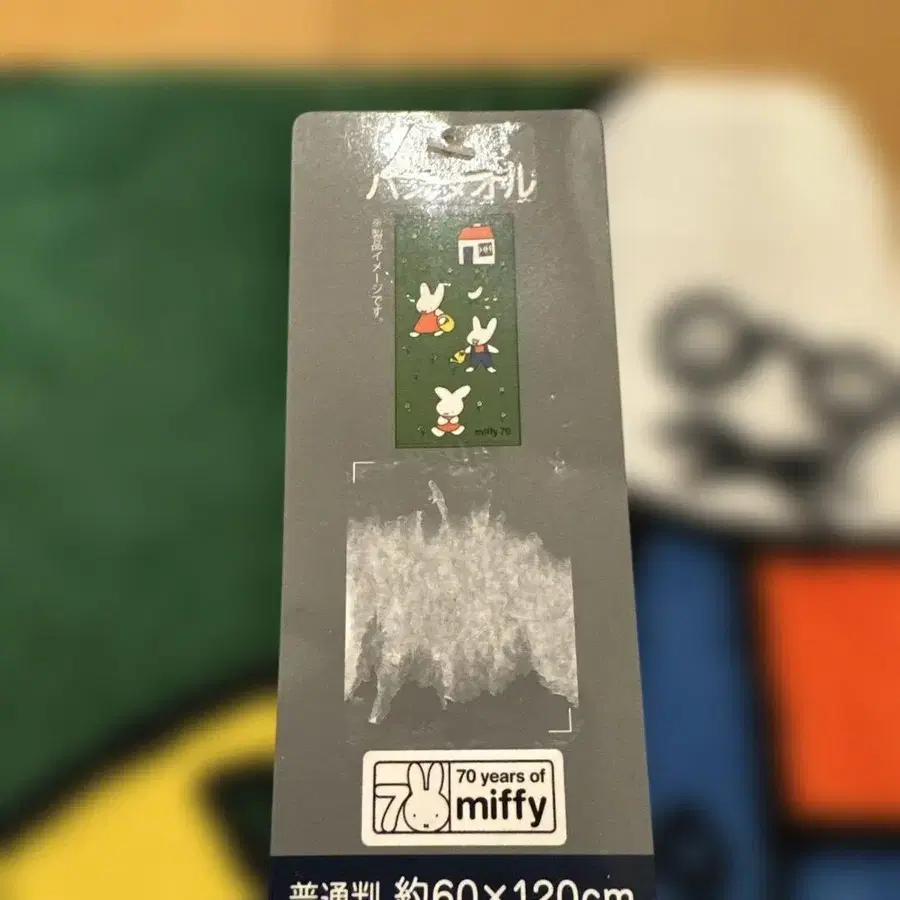 バスタオル
※製品イメージです。
miffy 70
70 years of
miffy
普通判 約60×120cm